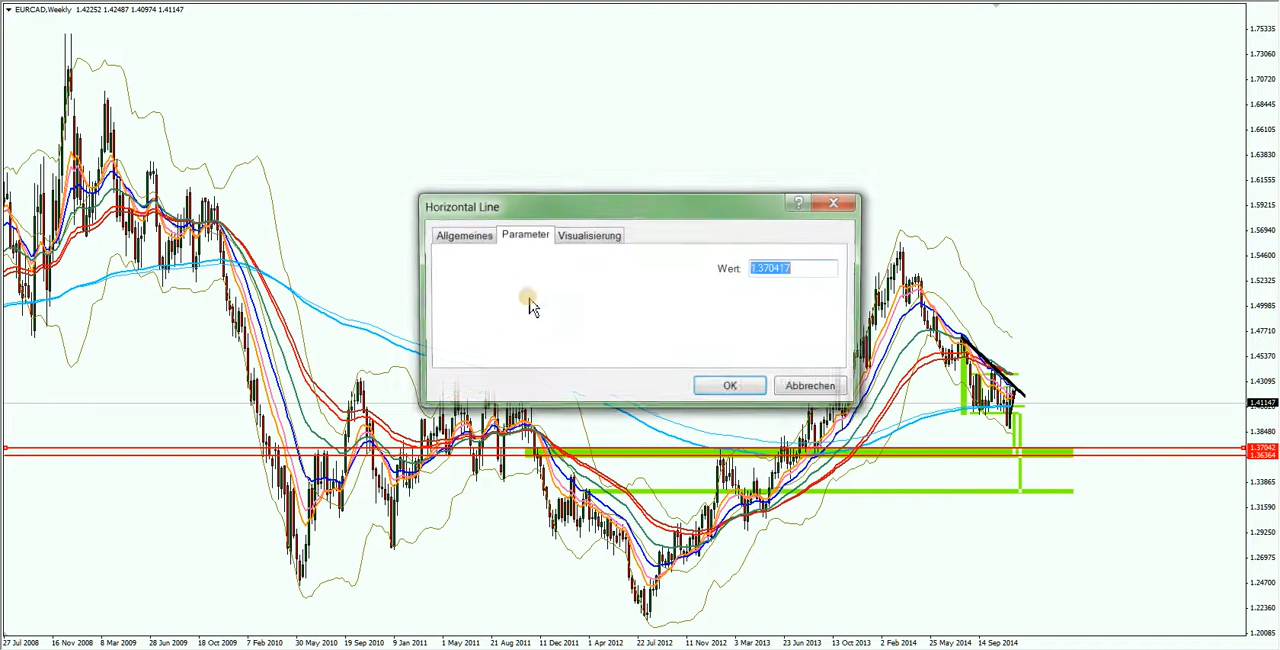 EURCAD,Weekly 1.42252 1.42487 1.40974 1.41147
1.75335
1.73060
1.70720
1.68445
1.66105
1.63830
1.61555
1.59215
1.56940
1.54600
1.52325
1.49985
1.47710
1.45370
1.43095
1.41147
1.38480
1.37042
1.36364
1.33865
1.31590
1.29250
1.26975
1.24700
1.22360
1.20085
Horizontal Line
?
X
Allgemeines
Parameter
Visualisierung
Wert:
1.370417
OK
Abbrechen
27 Jul 2008
16 Nov 2008
8 Mar 2009
28 Jun 2009
18 Oct 2009
7 Feb 2010
30 May 2010
19 Sep 2010
9 Jan 2011
1 May 2011
21 Aug 2011
11 Dec 2011
1 Apr 2012
22 Jul 2012
11 Nov 2012
3 Mar 2013
23 Jun 2013
13 Oct 2013
2 Feb 2014
25 May 2014
14 Sep 2014